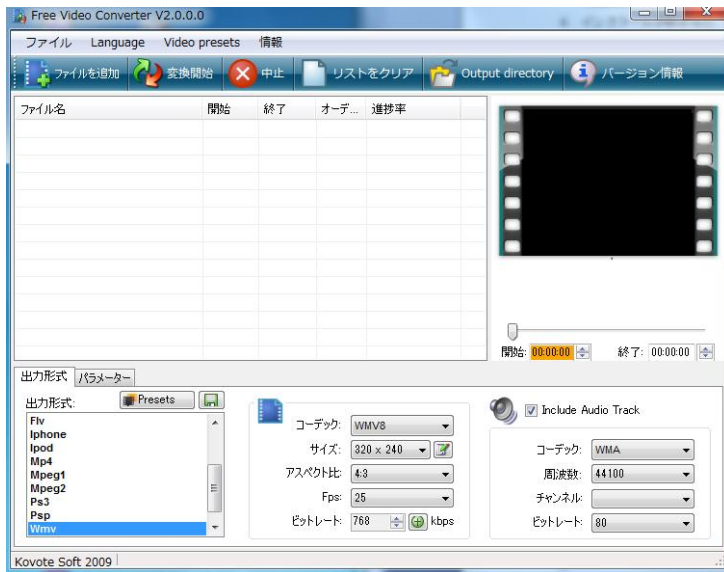 Free Video Converter V2.0.0.0
ファイル Language Video presets 情報
ファイルを追加 変換開始 中止 リストをクリア Output directory バージョン情報
ファイル名 開始 終了 オーデ... 進捗率
開始: 00:00:00 終了: 00:00:00
出力形式 パラメーター
出力形式: Presets
Flv
Iphone
Ipod
Mp4
Mpeg1
Mpeg2
Ps3
Psp
Wmv
コーデック: WMV8
サイズ: 320 x 240
アスペクト比: 4:3
Fps: 25
ビットレート: 768 kbps
Include Audio Track
コーデック: WMA
周波数: 44100
チャンネル:
ビットレート: 80
Kovote Soft 2009